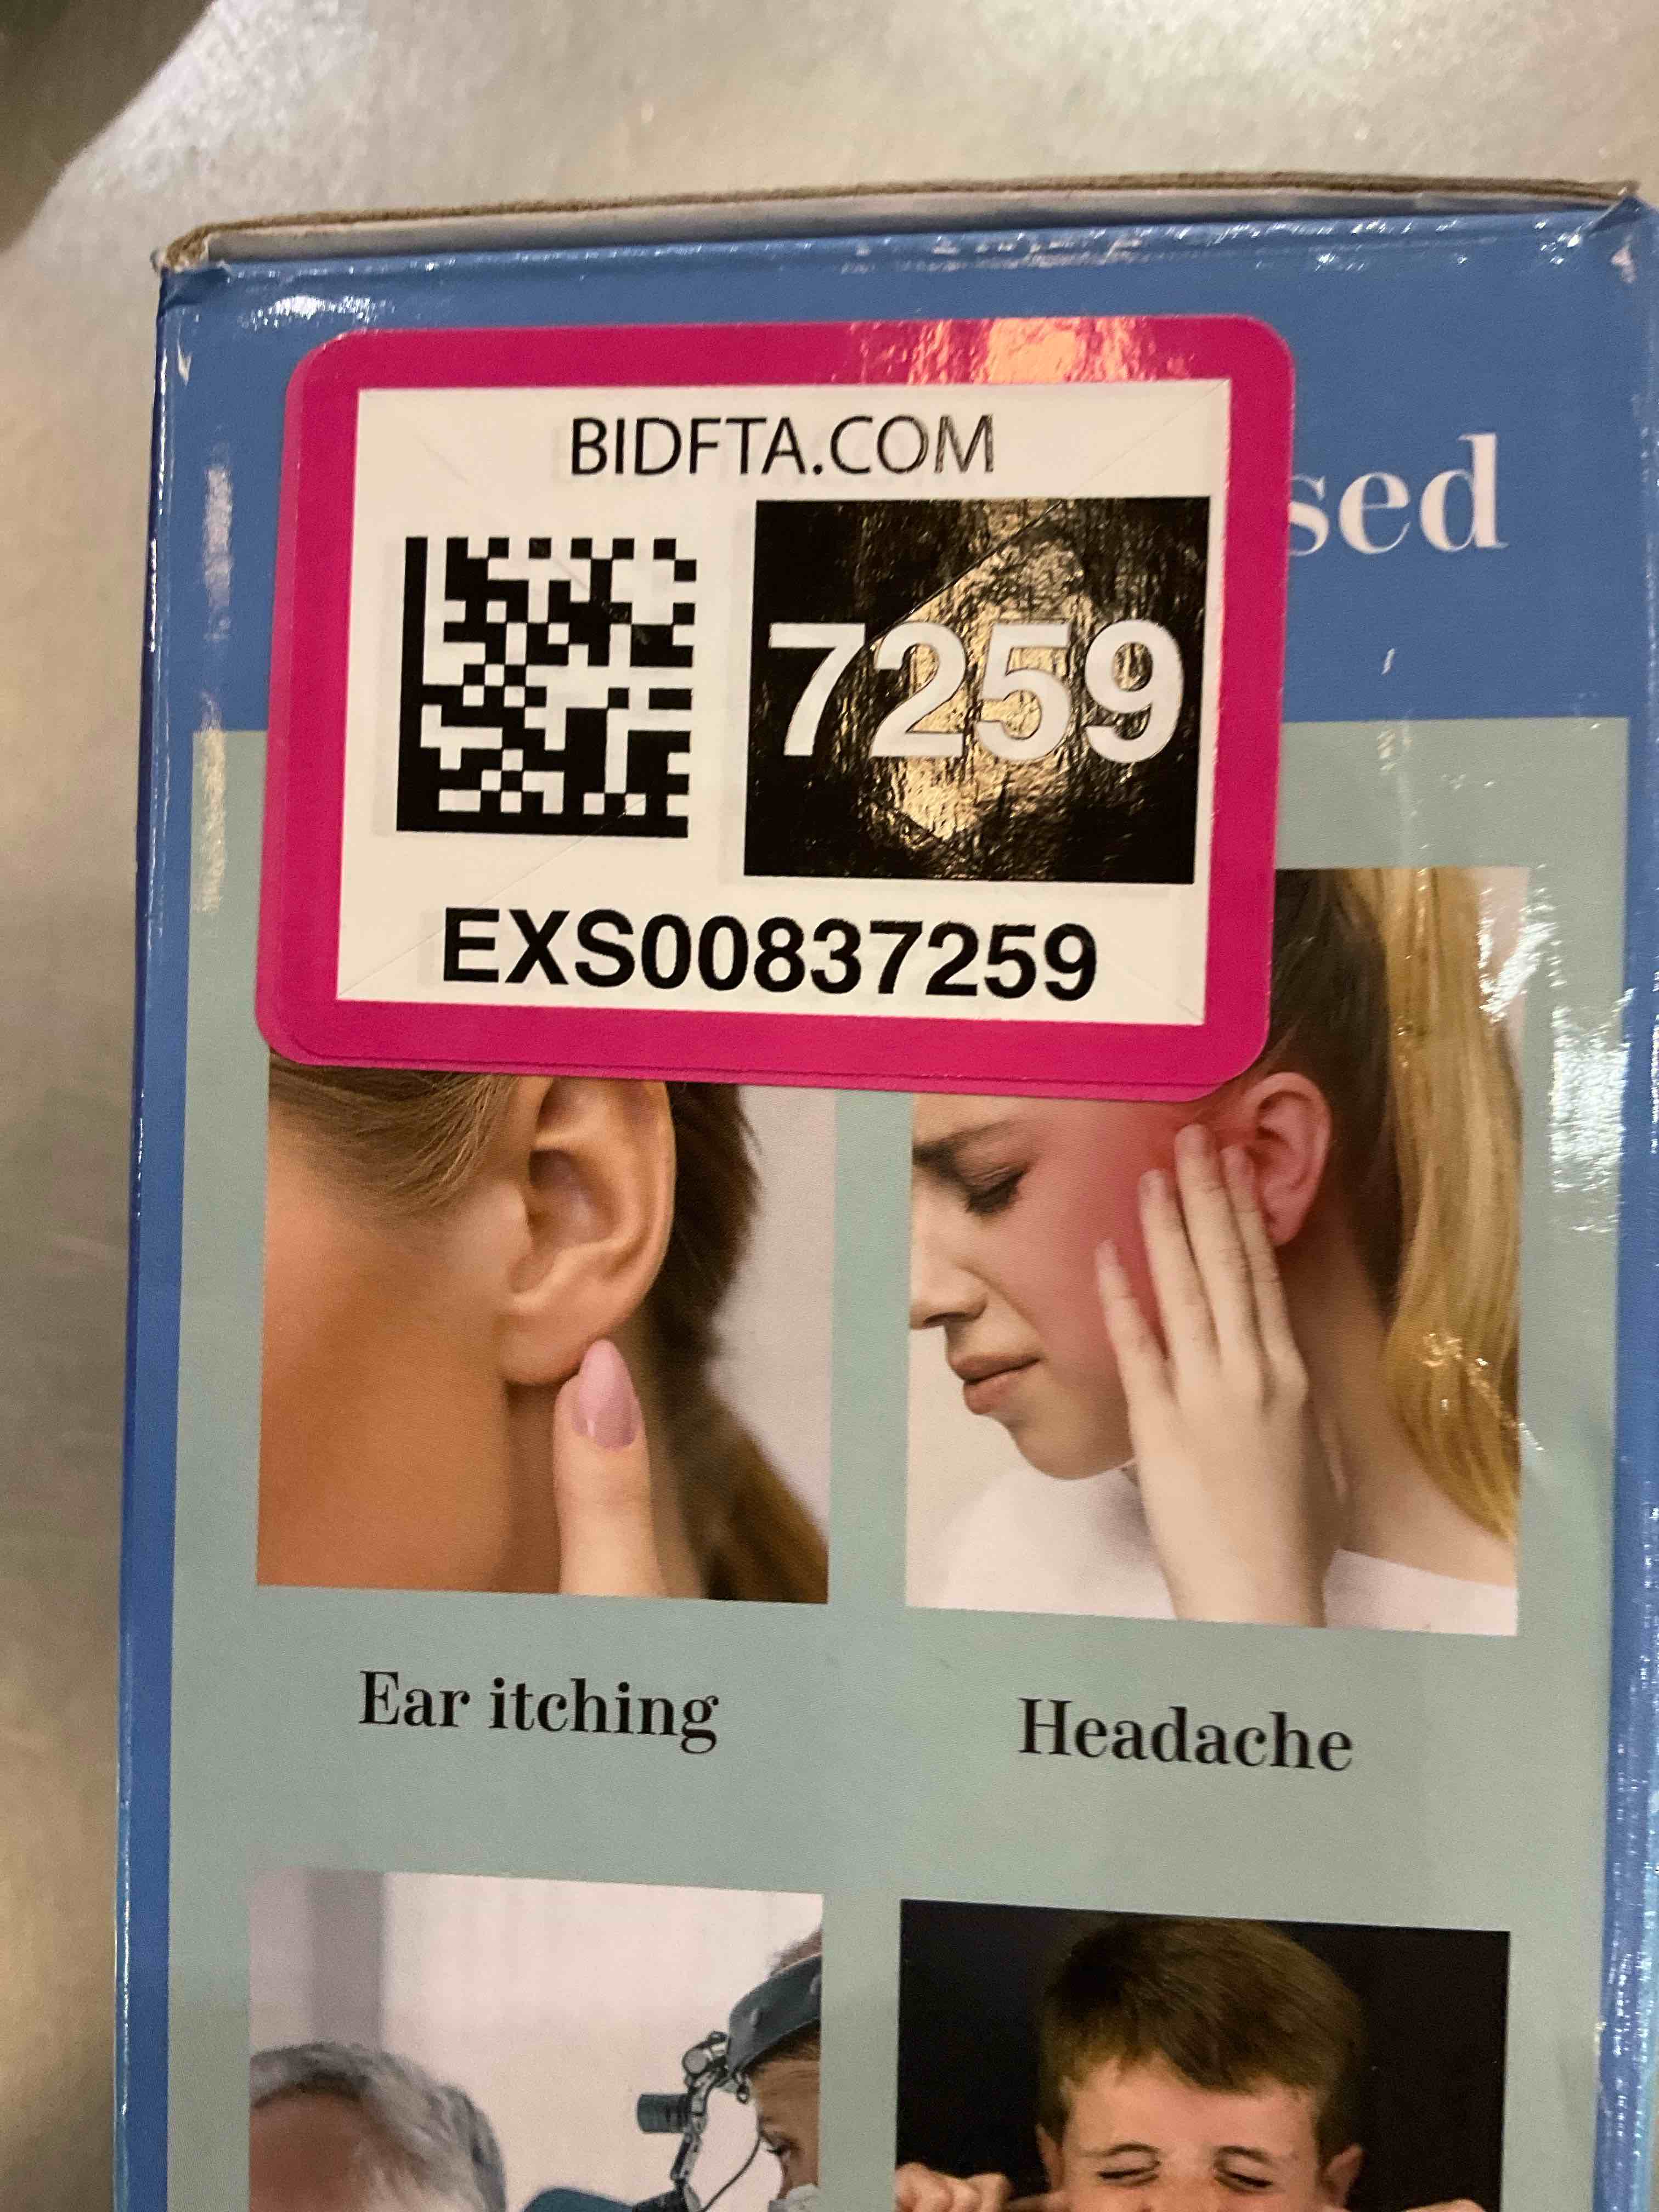 BIDFTA.COM
7259
EXS00837259
sed
Ear itching
Headache